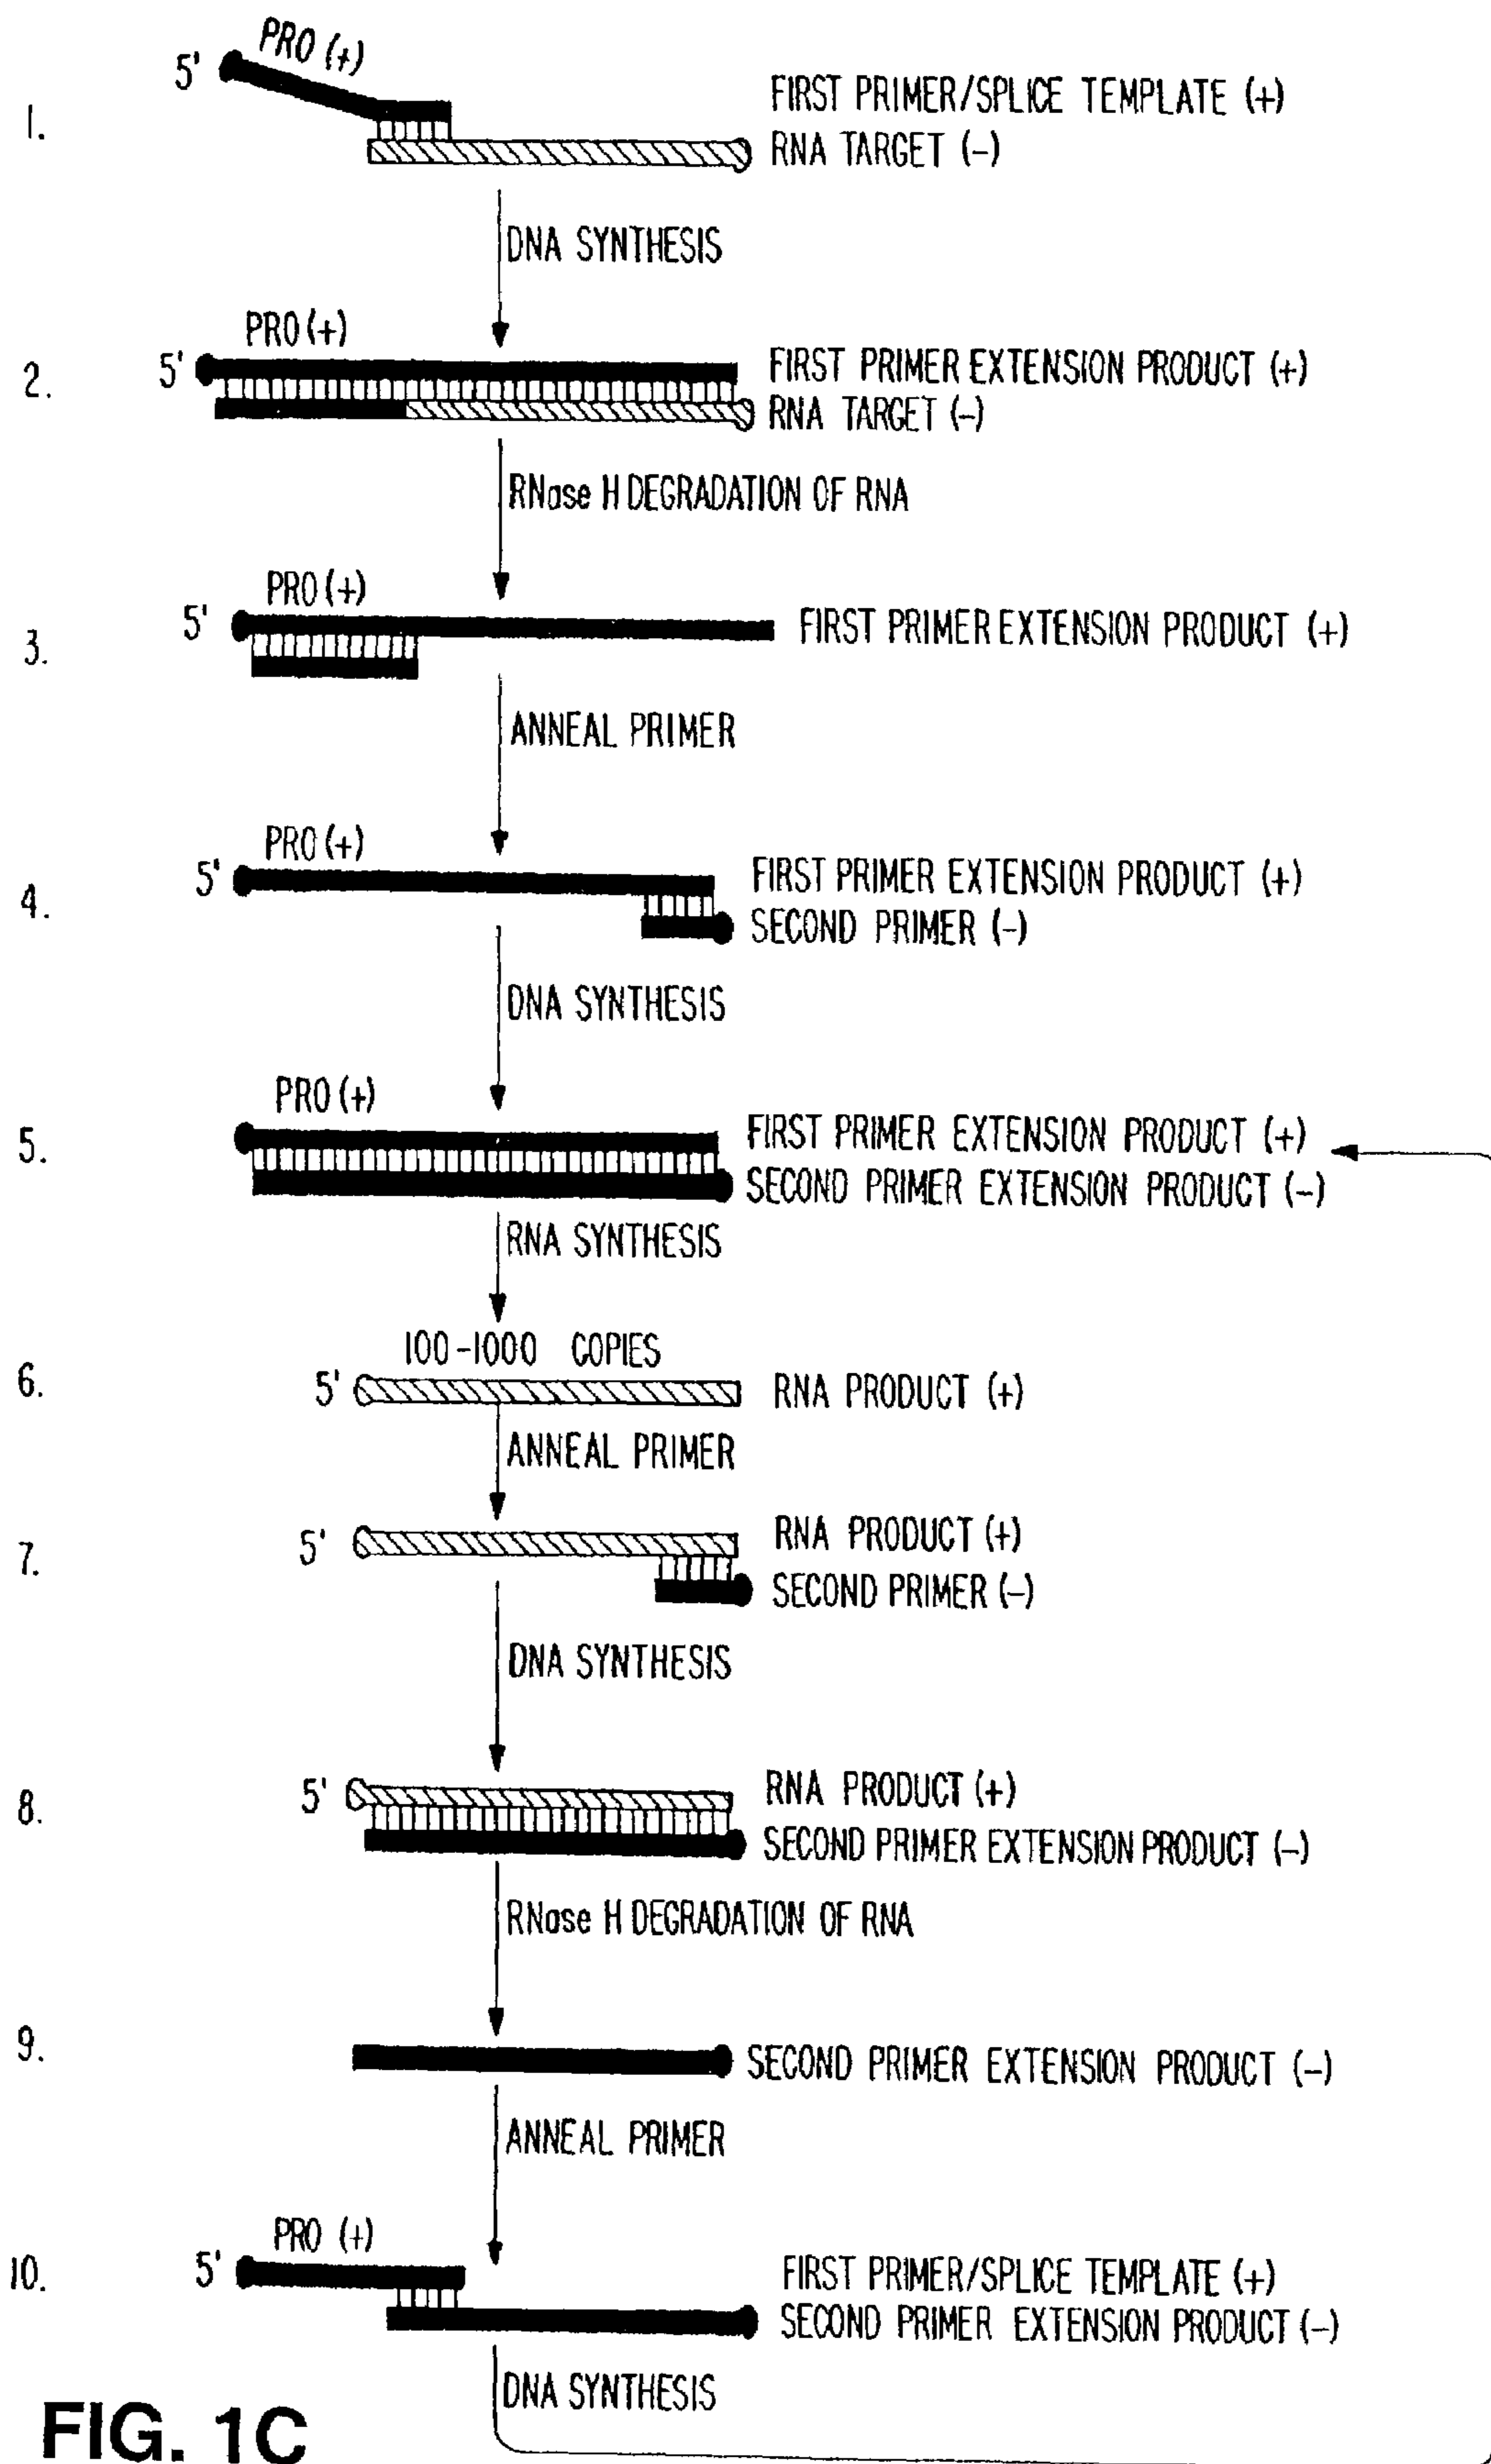 PRO (+)
5'
1.
FIRST PRIMER/SPLICE TEMPLATE (+)
RNA TARGET (-)
DNA SYNTHESIS
PRO (+)
2.
5'
FIRST PRIMER EXTENSION PRODUCT (+)
RNA TARGET (-)
RNase H DEGRADATION OF RNA
PRO (+)
3.
5'
FIRST PRIMER EXTENSION PRODUCT (+)
ANNEAL PRIMER
PRO (+)
4.
5'
FIRST PRIMER EXTENSION PRODUCT (+)
SECOND PRIMER (-)
DNA SYNTHESIS
PRO (+)
5.
FIRST PRIMER EXTENSION PRODUCT (+)
SECOND PRIMER EXTENSION PRODUCT (-)
RNA SYNTHESIS
100-1000 COPIES
6.
5'
RNA PRODUCT (+)
ANNEAL PRIMER
7.
5'
RNA PRODUCT (+)
SECOND PRIMER (-)
DNA SYNTHESIS
8.
5'
RNA PRODUCT (+)
SECOND PRIMER EXTENSION PRODUCT (-)
RNase H DEGRADATION OF RNA
9.
SECOND PRIMER EXTENSION PRODUCT (-)
ANNEAL PRIMER
PRO (+)
10.
5'
FIRST PRIMER/SPLICE TEMPLATE (+)
SECOND PRIMER EXTENSION PRODUCT (-)
DNA SYNTHESIS
FIG. 1C